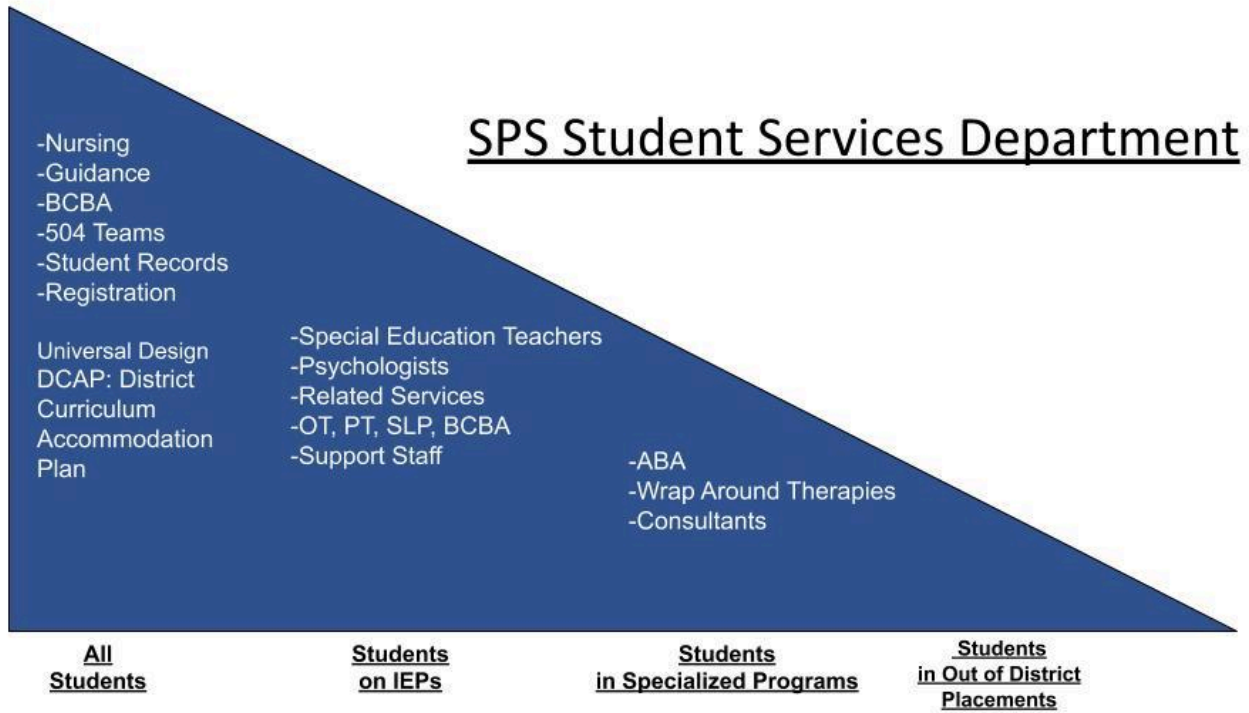 SPS Student Services Department
-Nursing
-Guidance
-BCBA
-504 Teams
-Student Records
-Registration
Universal Design
DCAP: District
Curriculum
Accommodation
Plan
-Special Education Teachers
-Psychologists
-Related Services
-OT, PT, SLP, BCBA
-Support Staff
-ABA
-Wrap Around Therapies
-Consultants
All
Students
Students
on IEPs
Students
in Specialized Programs
Students
in Out of District
Placements